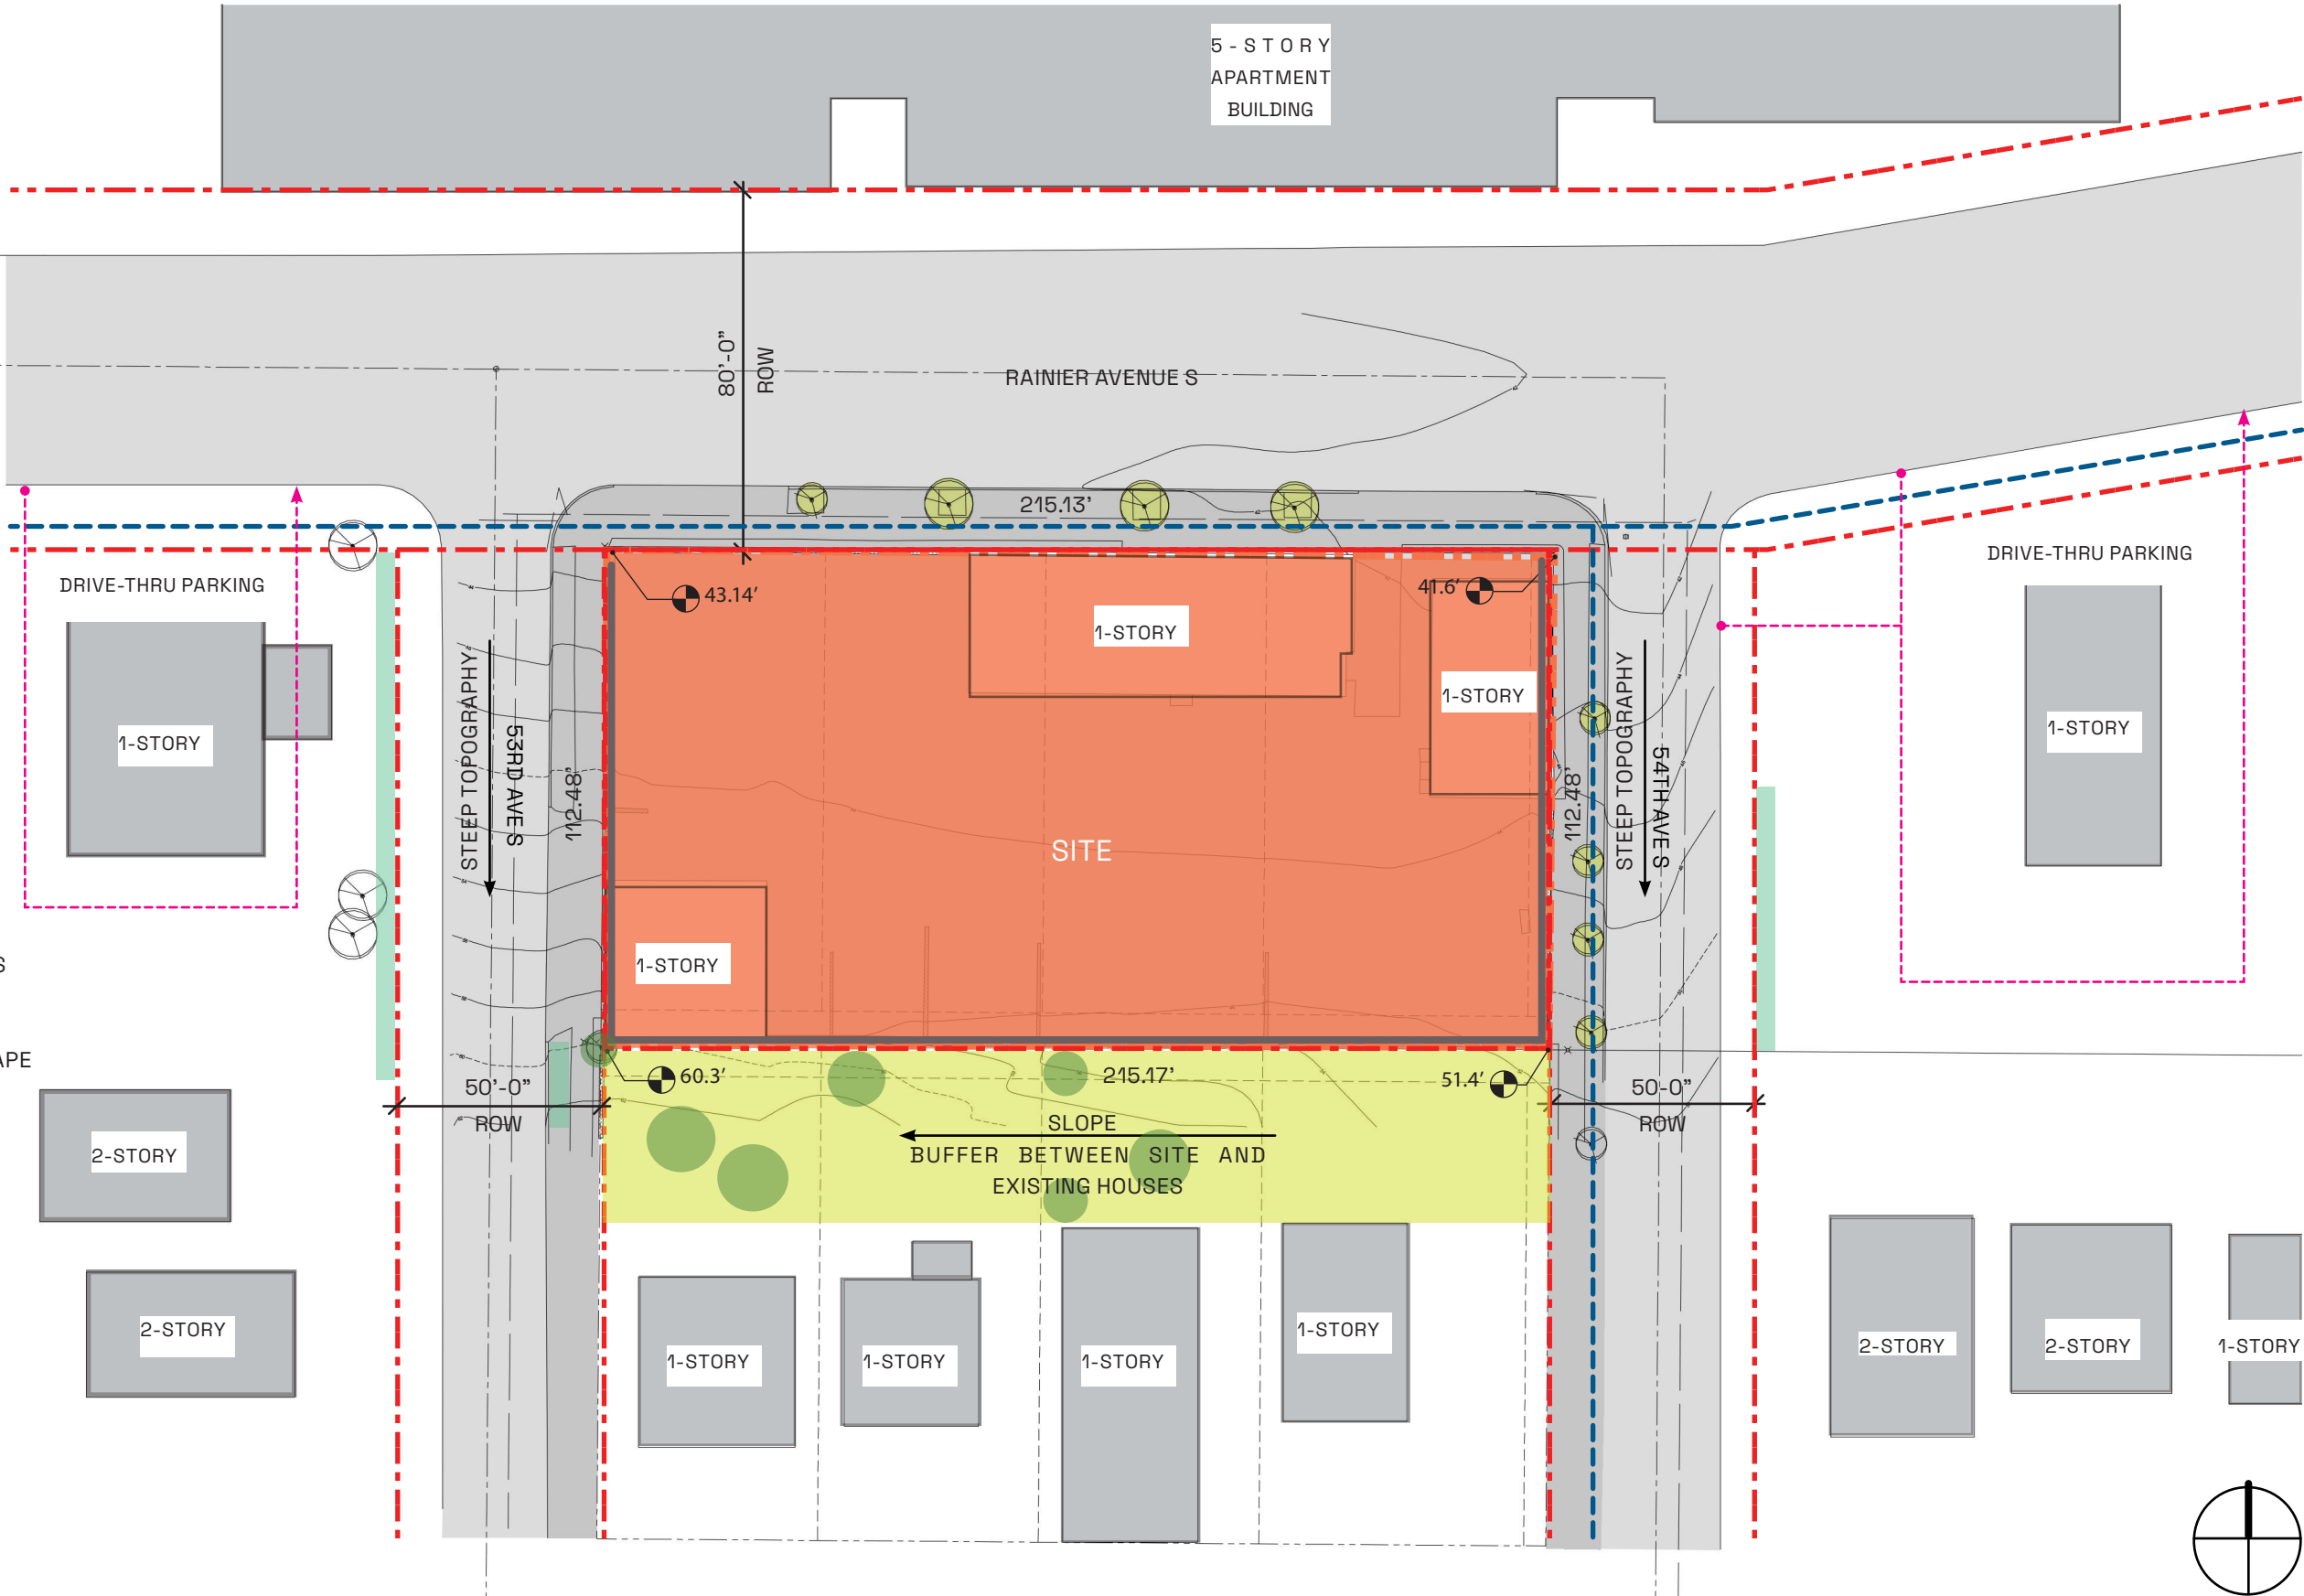 5-STORY
APARTMENT
BUILDING
80'-0"
ROW
RAINIER AVENUE S
215.13'
DRIVE-THRU PARKING
DRIVE-THRU PARKING
43.14'
41.6'
1-STORY
1-STORY
1-STORY
1-STORY
STEEP TOPOGRAPHY
53RD AVE S
112.48'
SITE
112.48'
STEEP TOPOGRAPHY
54TH AVE S
1-STORY
S
APE
60.3'
215.17'
51.4'
50'-0"
ROW
50-0"
ROW
SLOPE
BUFFER BETWEEN SITE AND
EXISTING HOUSES
2-STORY
2-STORY
1-STORY
1-STORY
1-STORY
1-STORY
2-STORY
2-STORY
1-STORY